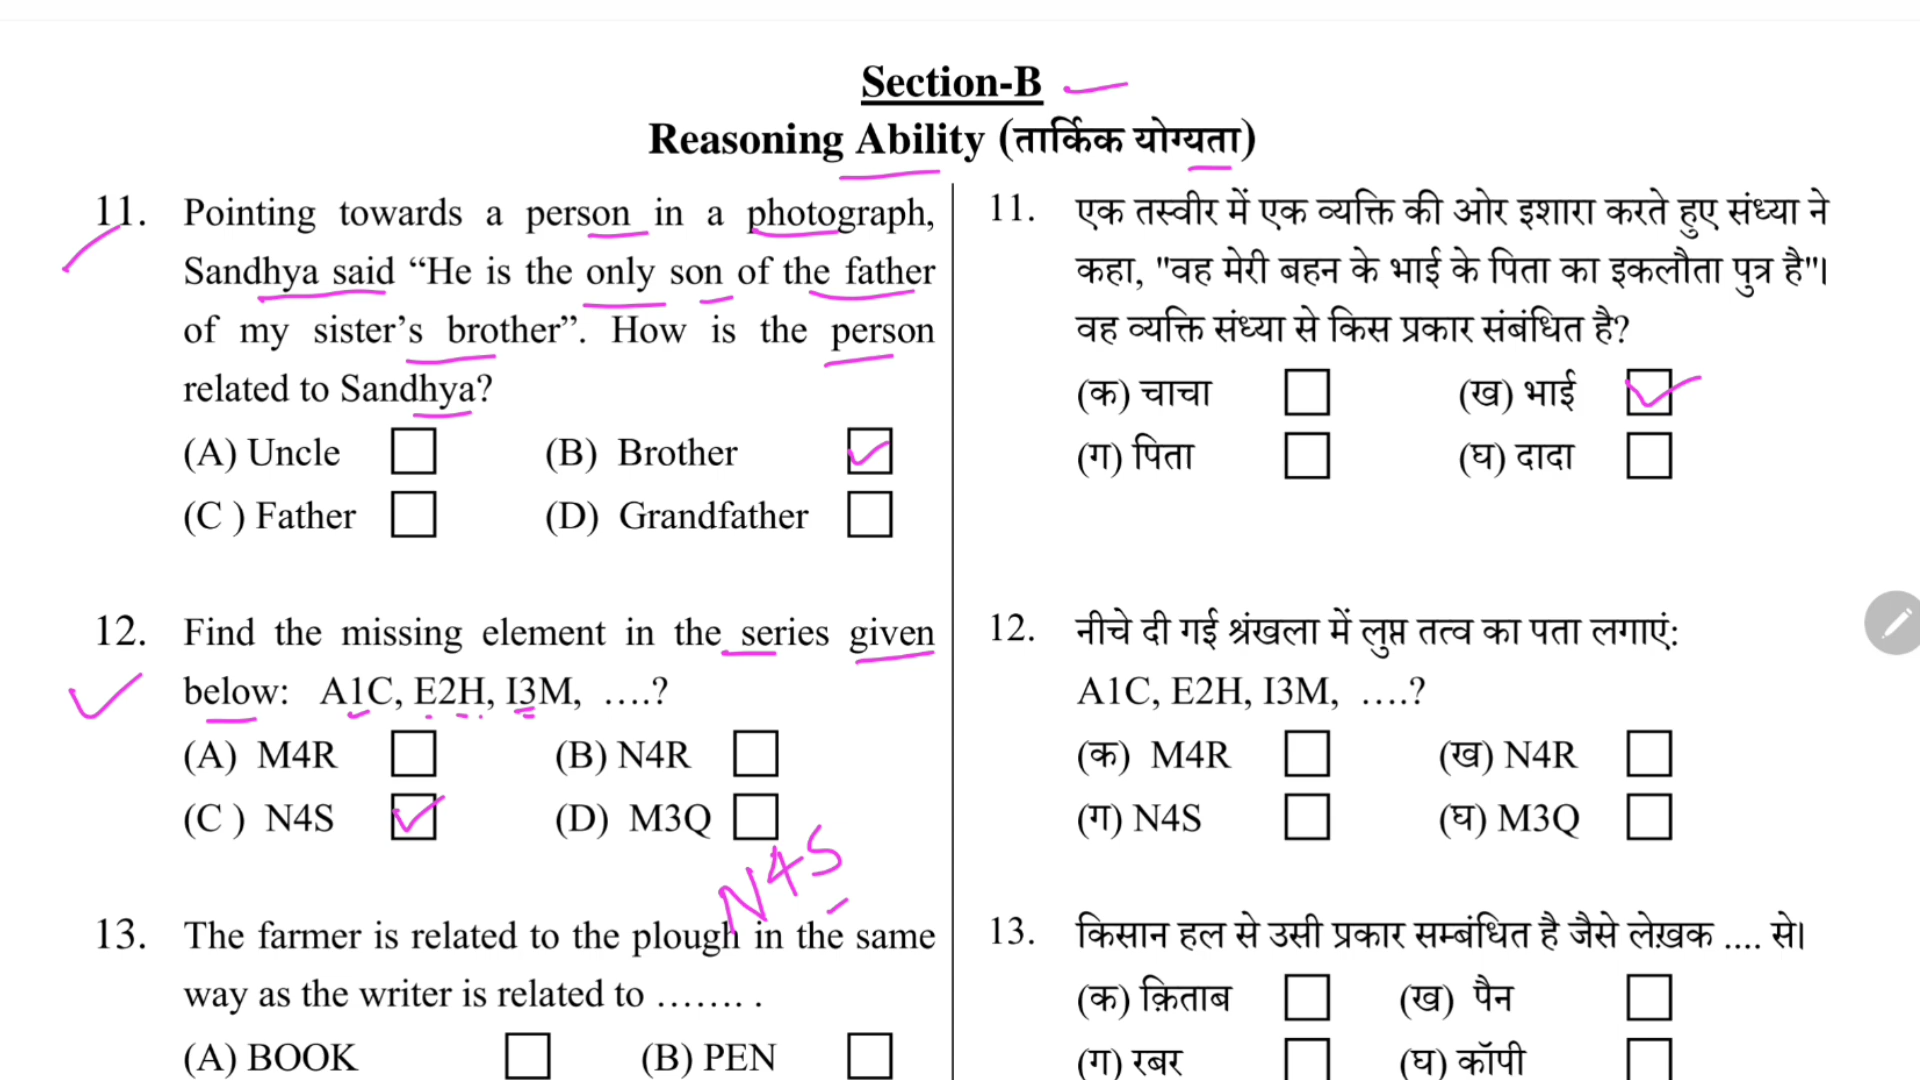 Section-B
Reasoning Ability (तार्किक योग्यता)
11. Pointing towards a person in a photograph,
Sandhya said “He is the only son of the father
of my sister’s brother”. How is the person
related to Sandhya?
(A) Uncle (B) Brother
(C ) Father (D) Grandfather
12. Find the missing element in the series given
below: A1C, E2H, I3M, ....?
(A) M4R (B) N4R
(C ) N4S (D) M3Q
N4S
13. The farmer is related to the plough in the same
way as the writer is related to ....... .
(A) BOOK (B) PEN
11. एक तस्वीर में एक व्यक्ति की ओर इशारा करते हुए संध्या ने
कहा, "वह मेरी बहन के भाई के पिता का इकलौता पुत्र है"।
वह व्यक्ति संध्या से किस प्रकार संबंधित है?
(क) चाचा (ख) भाई
(ग) पिता (घ) दादा
12. नीचे दी गई श्रंखला में लुप्त तत्व का पता लगाएं:
A1C, E2H, I3M, ....?
(क) M4R (ख) N4R
(ग) N4S (घ) M3Q
13. किसान हल से उसी प्रकार सम्बंधित है जैसे लेख़क .... से।
(क) क़िताब (ख) पैन
(ग) रबर (घ) कॉपी